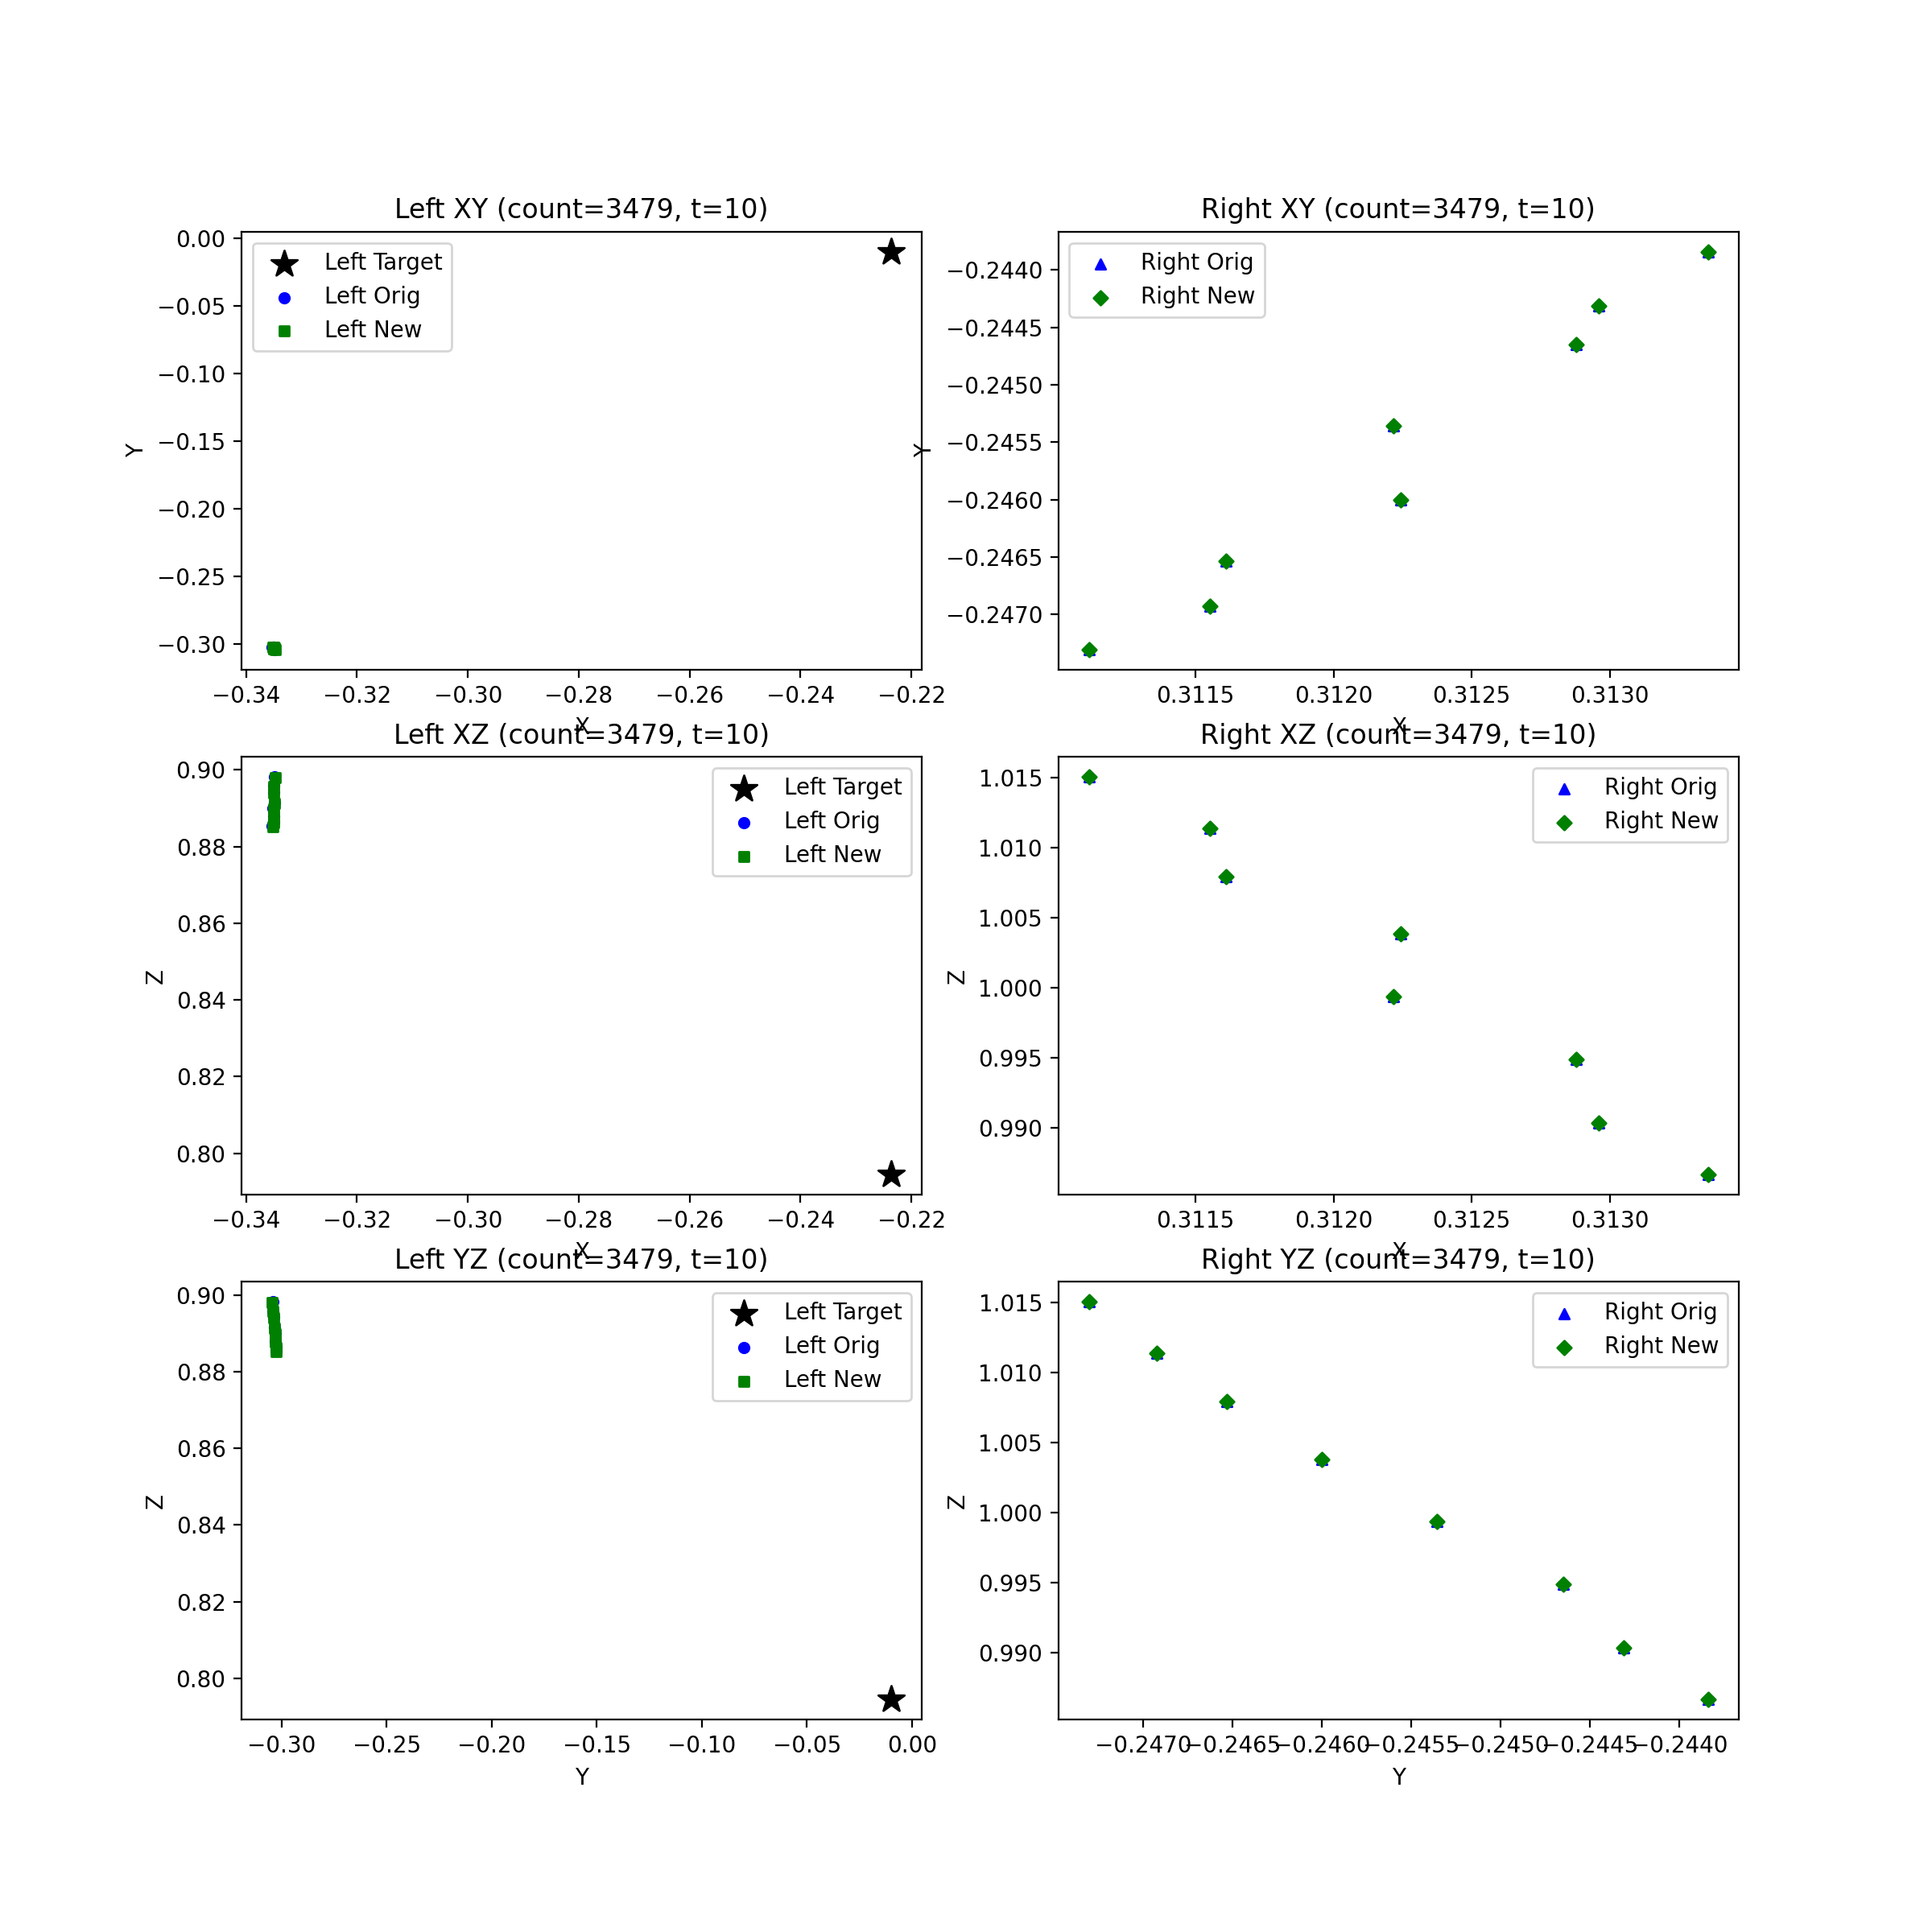 Left XY (count=3479, t=10)
Left Target
Left Orig
Left New
0.00
−0.05
−0.10
−0.15
−0.20
−0.25
−0.30
Y
−0.34
−0.32
−0.30
−0.28
−0.26
−0.24
−0.22
X
Right XY (count=3479, t=10)
Right Orig
Right New
−0.2440
−0.2445
−0.2450
−0.2455
−0.2460
−0.2465
−0.2470
Y
0.3115
0.3120
0.3125
0.3130
X
Left XZ (count=3479, t=10)
Left Target
Left Orig
Left New
0.90
0.88
0.86
0.84
0.82
0.80
Z
−0.34
−0.32
−0.30
−0.28
−0.26
−0.24
−0.22
X
Right XZ (count=3479, t=10)
Right Orig
Right New
1.015
1.010
1.005
1.000
0.995
0.990
Z
0.3115
0.3120
0.3125
0.3130
X
Left YZ (count=3479, t=10)
Left Target
Left Orig
Left New
0.90
0.88
0.86
0.84
0.82
0.80
Z
−0.30
−0.25
−0.20
−0.15
−0.10
−0.05
0.00
Y
Right YZ (count=3479, t=10)
Right Orig
Right New
1.015
1.010
1.005
1.000
0.995
0.990
Z
−0.2470
−0.2465
−0.2460
−0.2455
−0.2450
−0.2445
−0.2440
Y